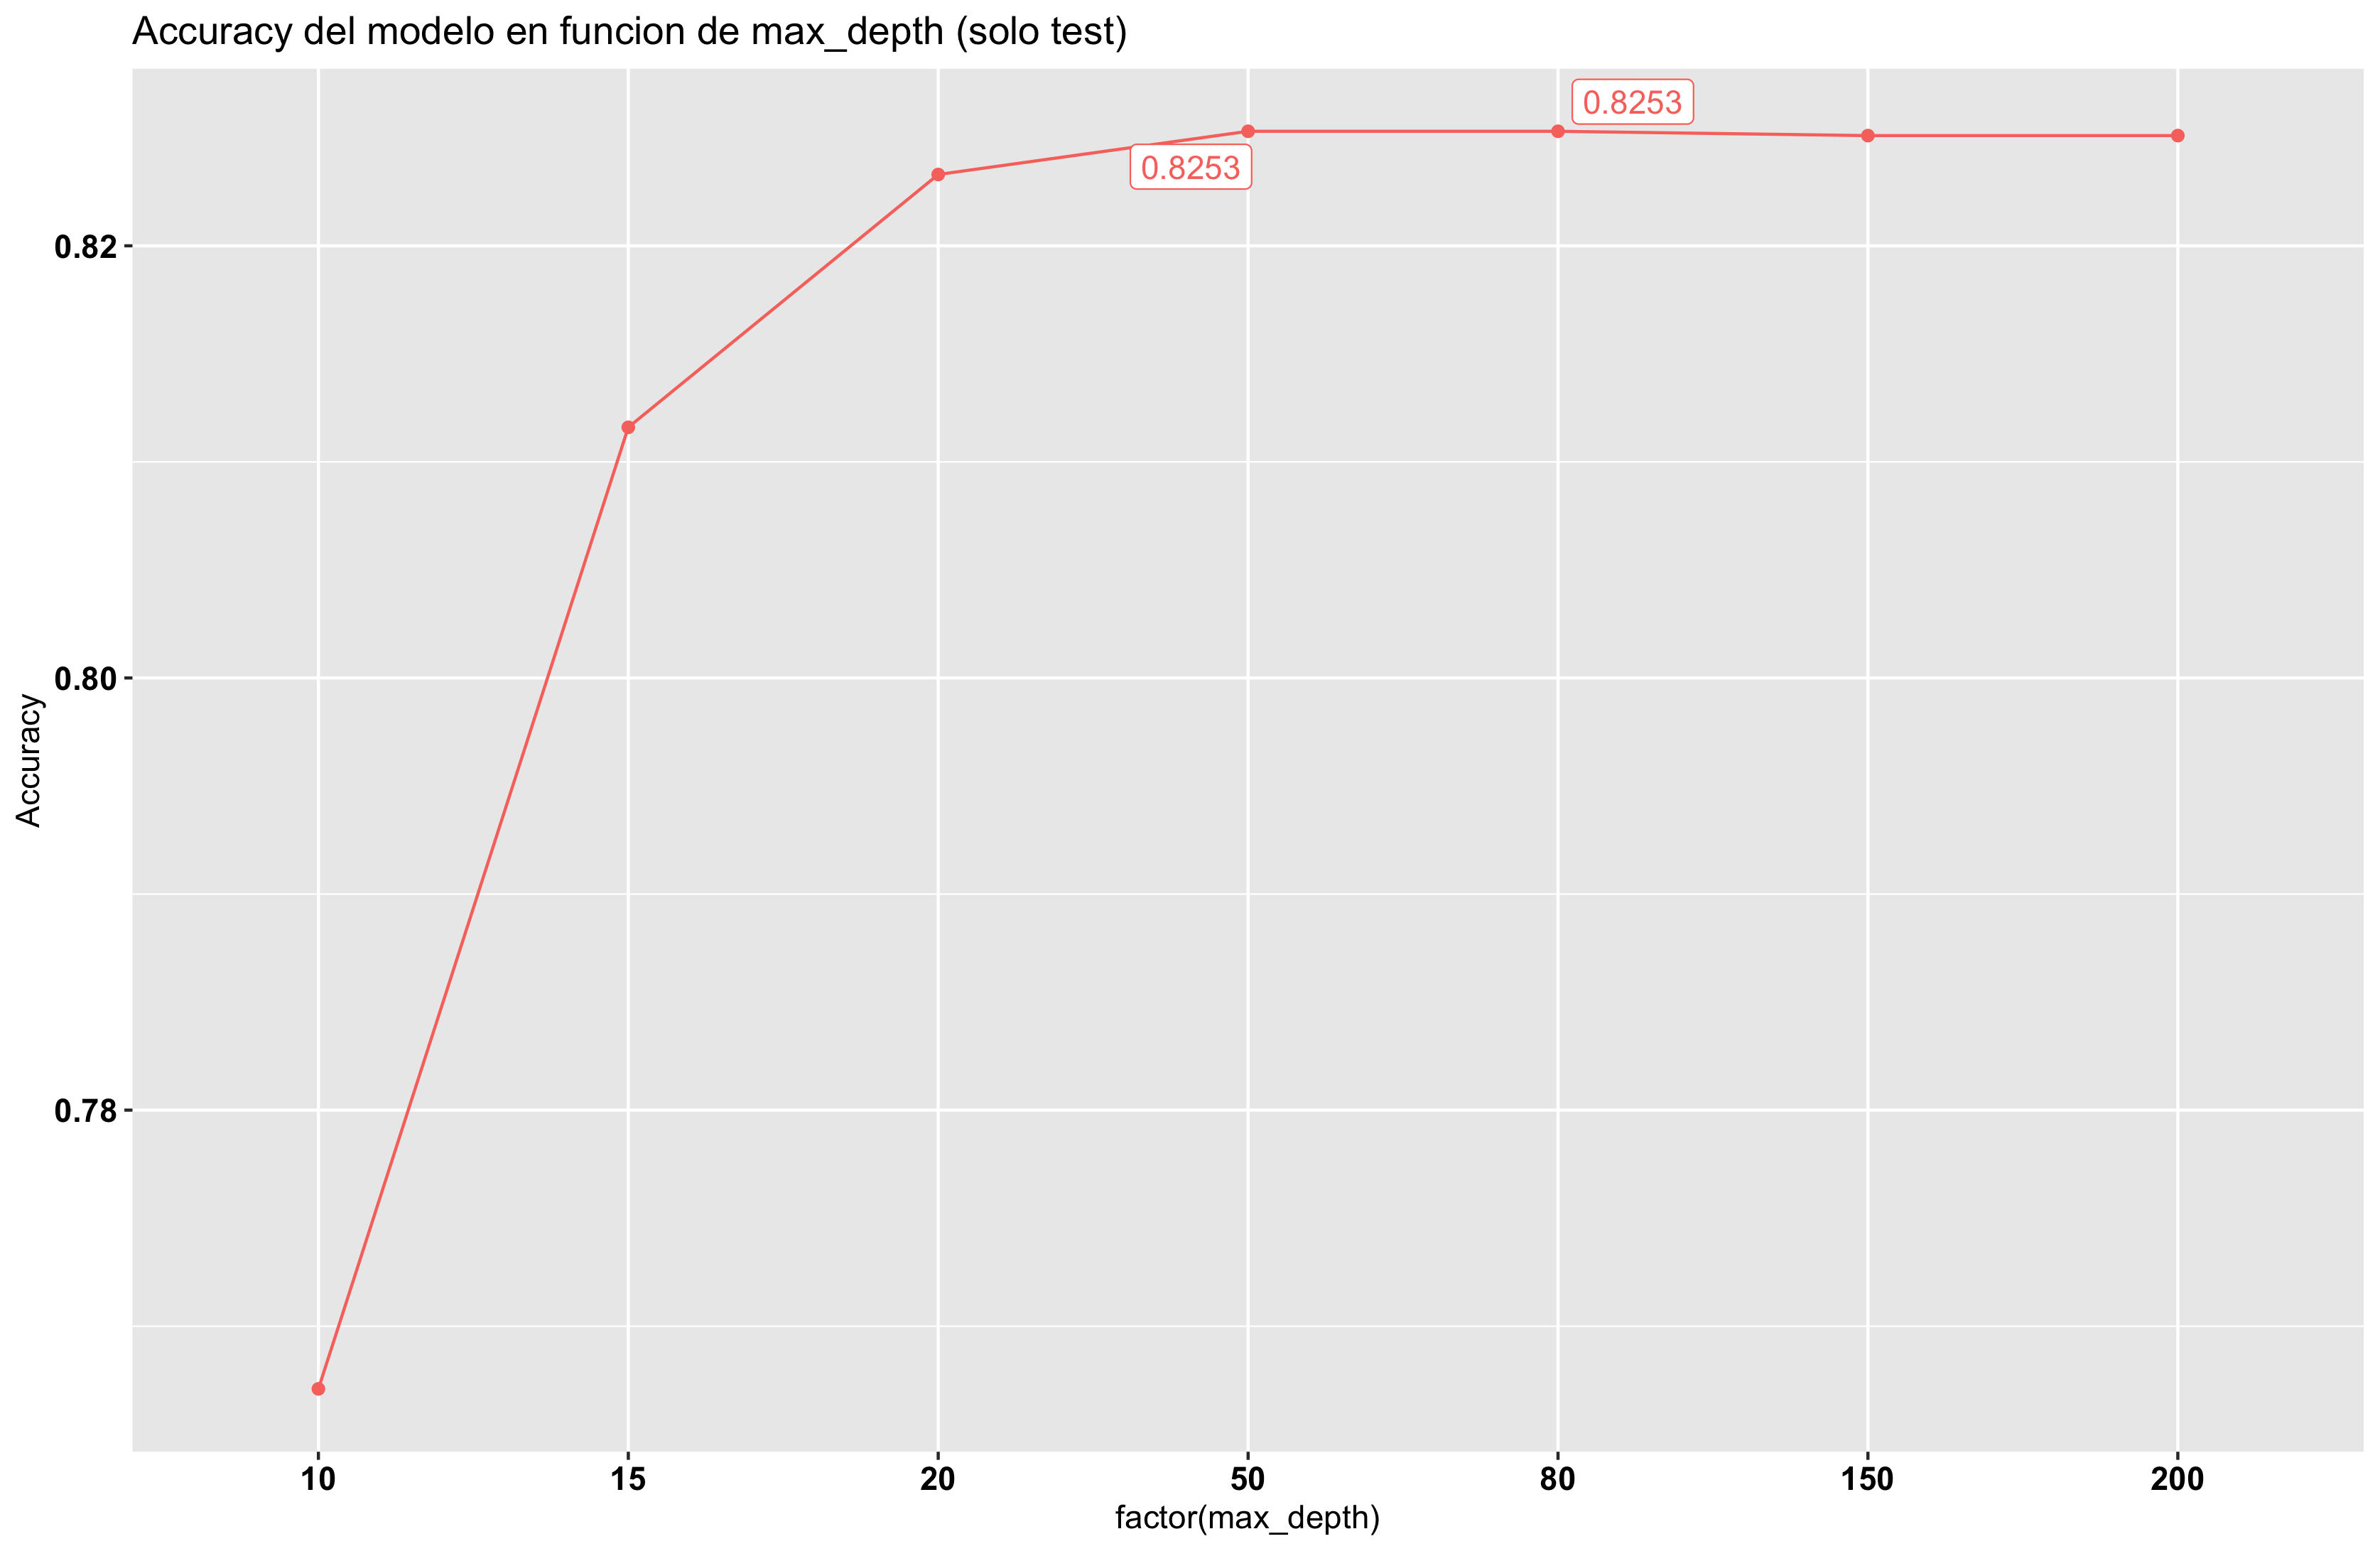 Accuracy del modelo en funcion de max_depth (solo test)
0.8253
0.8253
0.82
0.80
0.78
Accuracy
10 15 20 50 80 150 200
factor(max_depth)